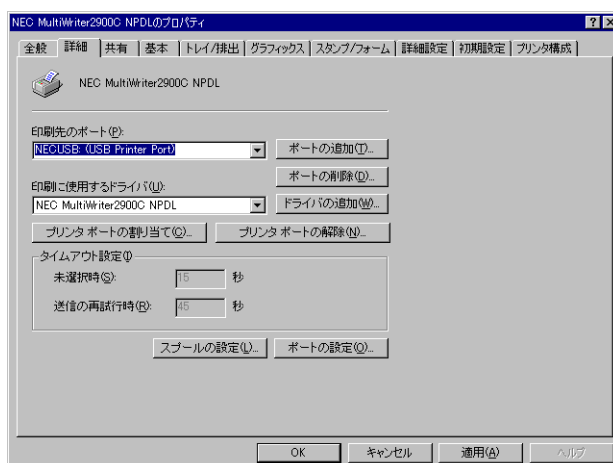 NEC MultiWriter2900C NPDLのプロパティ
全般 詳細 共有 基本 トレイ/排出 グラフィックス スタンプ/フォーム 詳細設定 初期設定 プリンタ構成
NEC MultiWriter2900C NPDL
印刷先のポート(P):
NECUSB: (USB Printer Port)
ポートの追加(T)...
ポートの削除(D)...
印刷に使用するドライバ(U):
NEC MultiWriter2900C NPDL
ドライバの追加(W)...
プリンタ ポートの割り当て(C)... プリンタ ポートの解除(N)...
タイムアウト設定
未選択時(S): 15 秒
送信の再試行時(R): 45 秒
スプールの設定(L)... ポートの設定(O)...
OK キャンセル 適用(A) ヘルプ